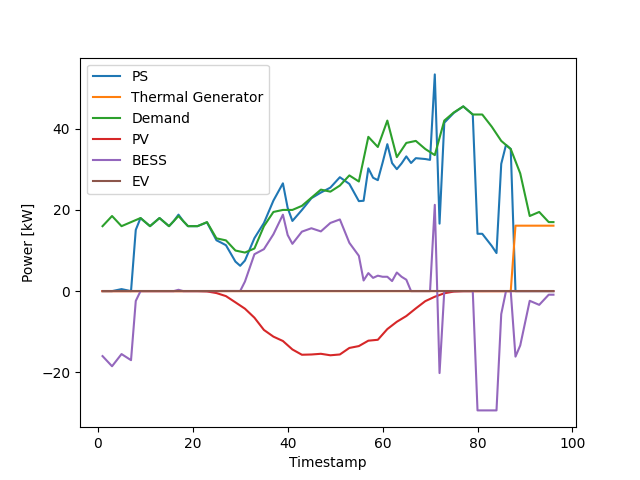 PS
Thermal Generator
Demand
PV
BESS
EV
Power [kW]
40
20
0
−20
0
20
40
60
80
100
Timestamp